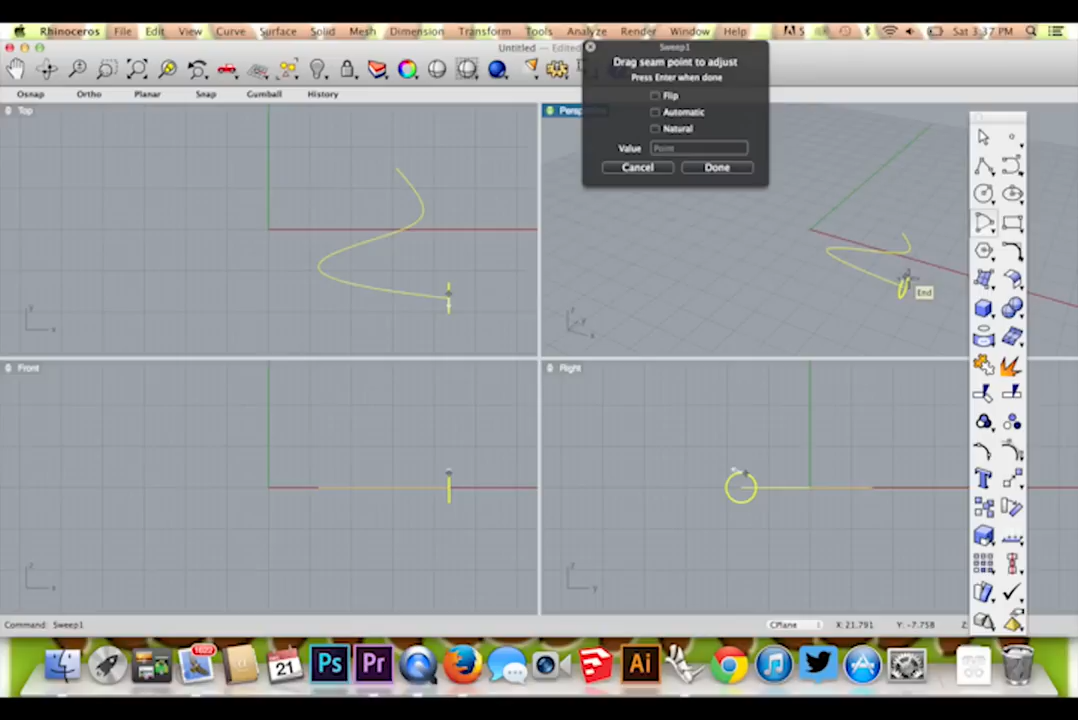 Rhinoceros File Edit View Curve Surface Solid Mesh Dimension Transform Tools Analyze Render Window Help 5 Sat 3:37 PM
Untitled — Edited
Sweep1
Drag seam point to adjust
Press Enter when done
Flip
Automatic
Natural
Value Point
Cancel Done
Osnap Ortho Planar Snap Gumball History
Top
y
x
End
z
y
x
Front
z
x
Right
z
y
T
Command: Sweep1 CPlane X: 21.791 Y: -7.758 Z:
1622
21
Ps
Pr
Ai